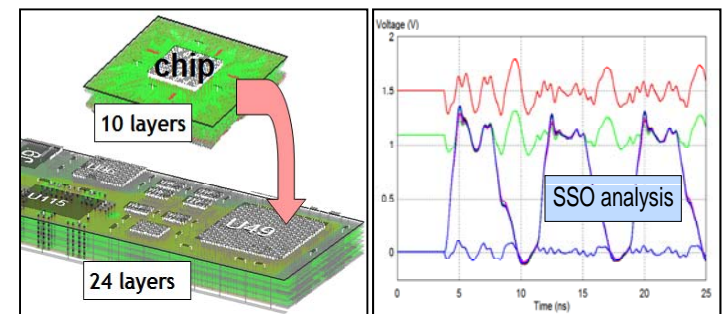 chip
10 layers
U115
U49
24 layers
Voltage (V)
2
1.5
1
0.5
0
SSO analysis
0 5 10 15 20 25
Time (ns)